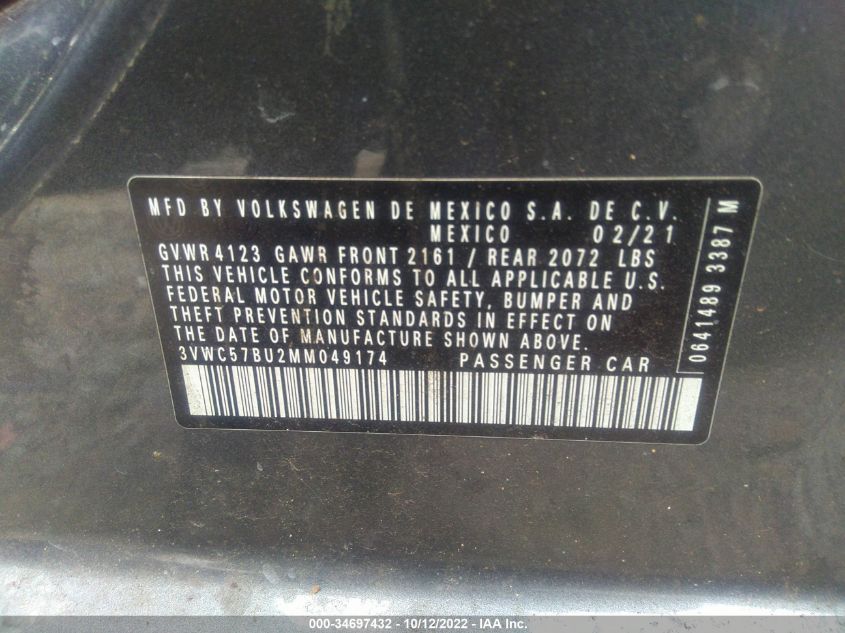 MFD BY VOLKSWAGEN DE MEXICO S.A. DE C.V.
MEXICO 02/21
GVWR 4123 GAWR FRONT 2161 / REAR 2072 LBS
THIS VEHICLE CONFORMS TO ALL APPLICABLE U.S.
FEDERAL MOTOR VEHICLE SAFETY, BUMPER AND
THEFT PREVENTION STANDARDS IN EFFECT ON
THE DATE OF MANUFACTURE SHOWN ABOVE.
3VWC57BU2MM049174 PASSENGER CAR
0641489 3387 M
000-34697432 - 10/12/2022 - IAA Inc.